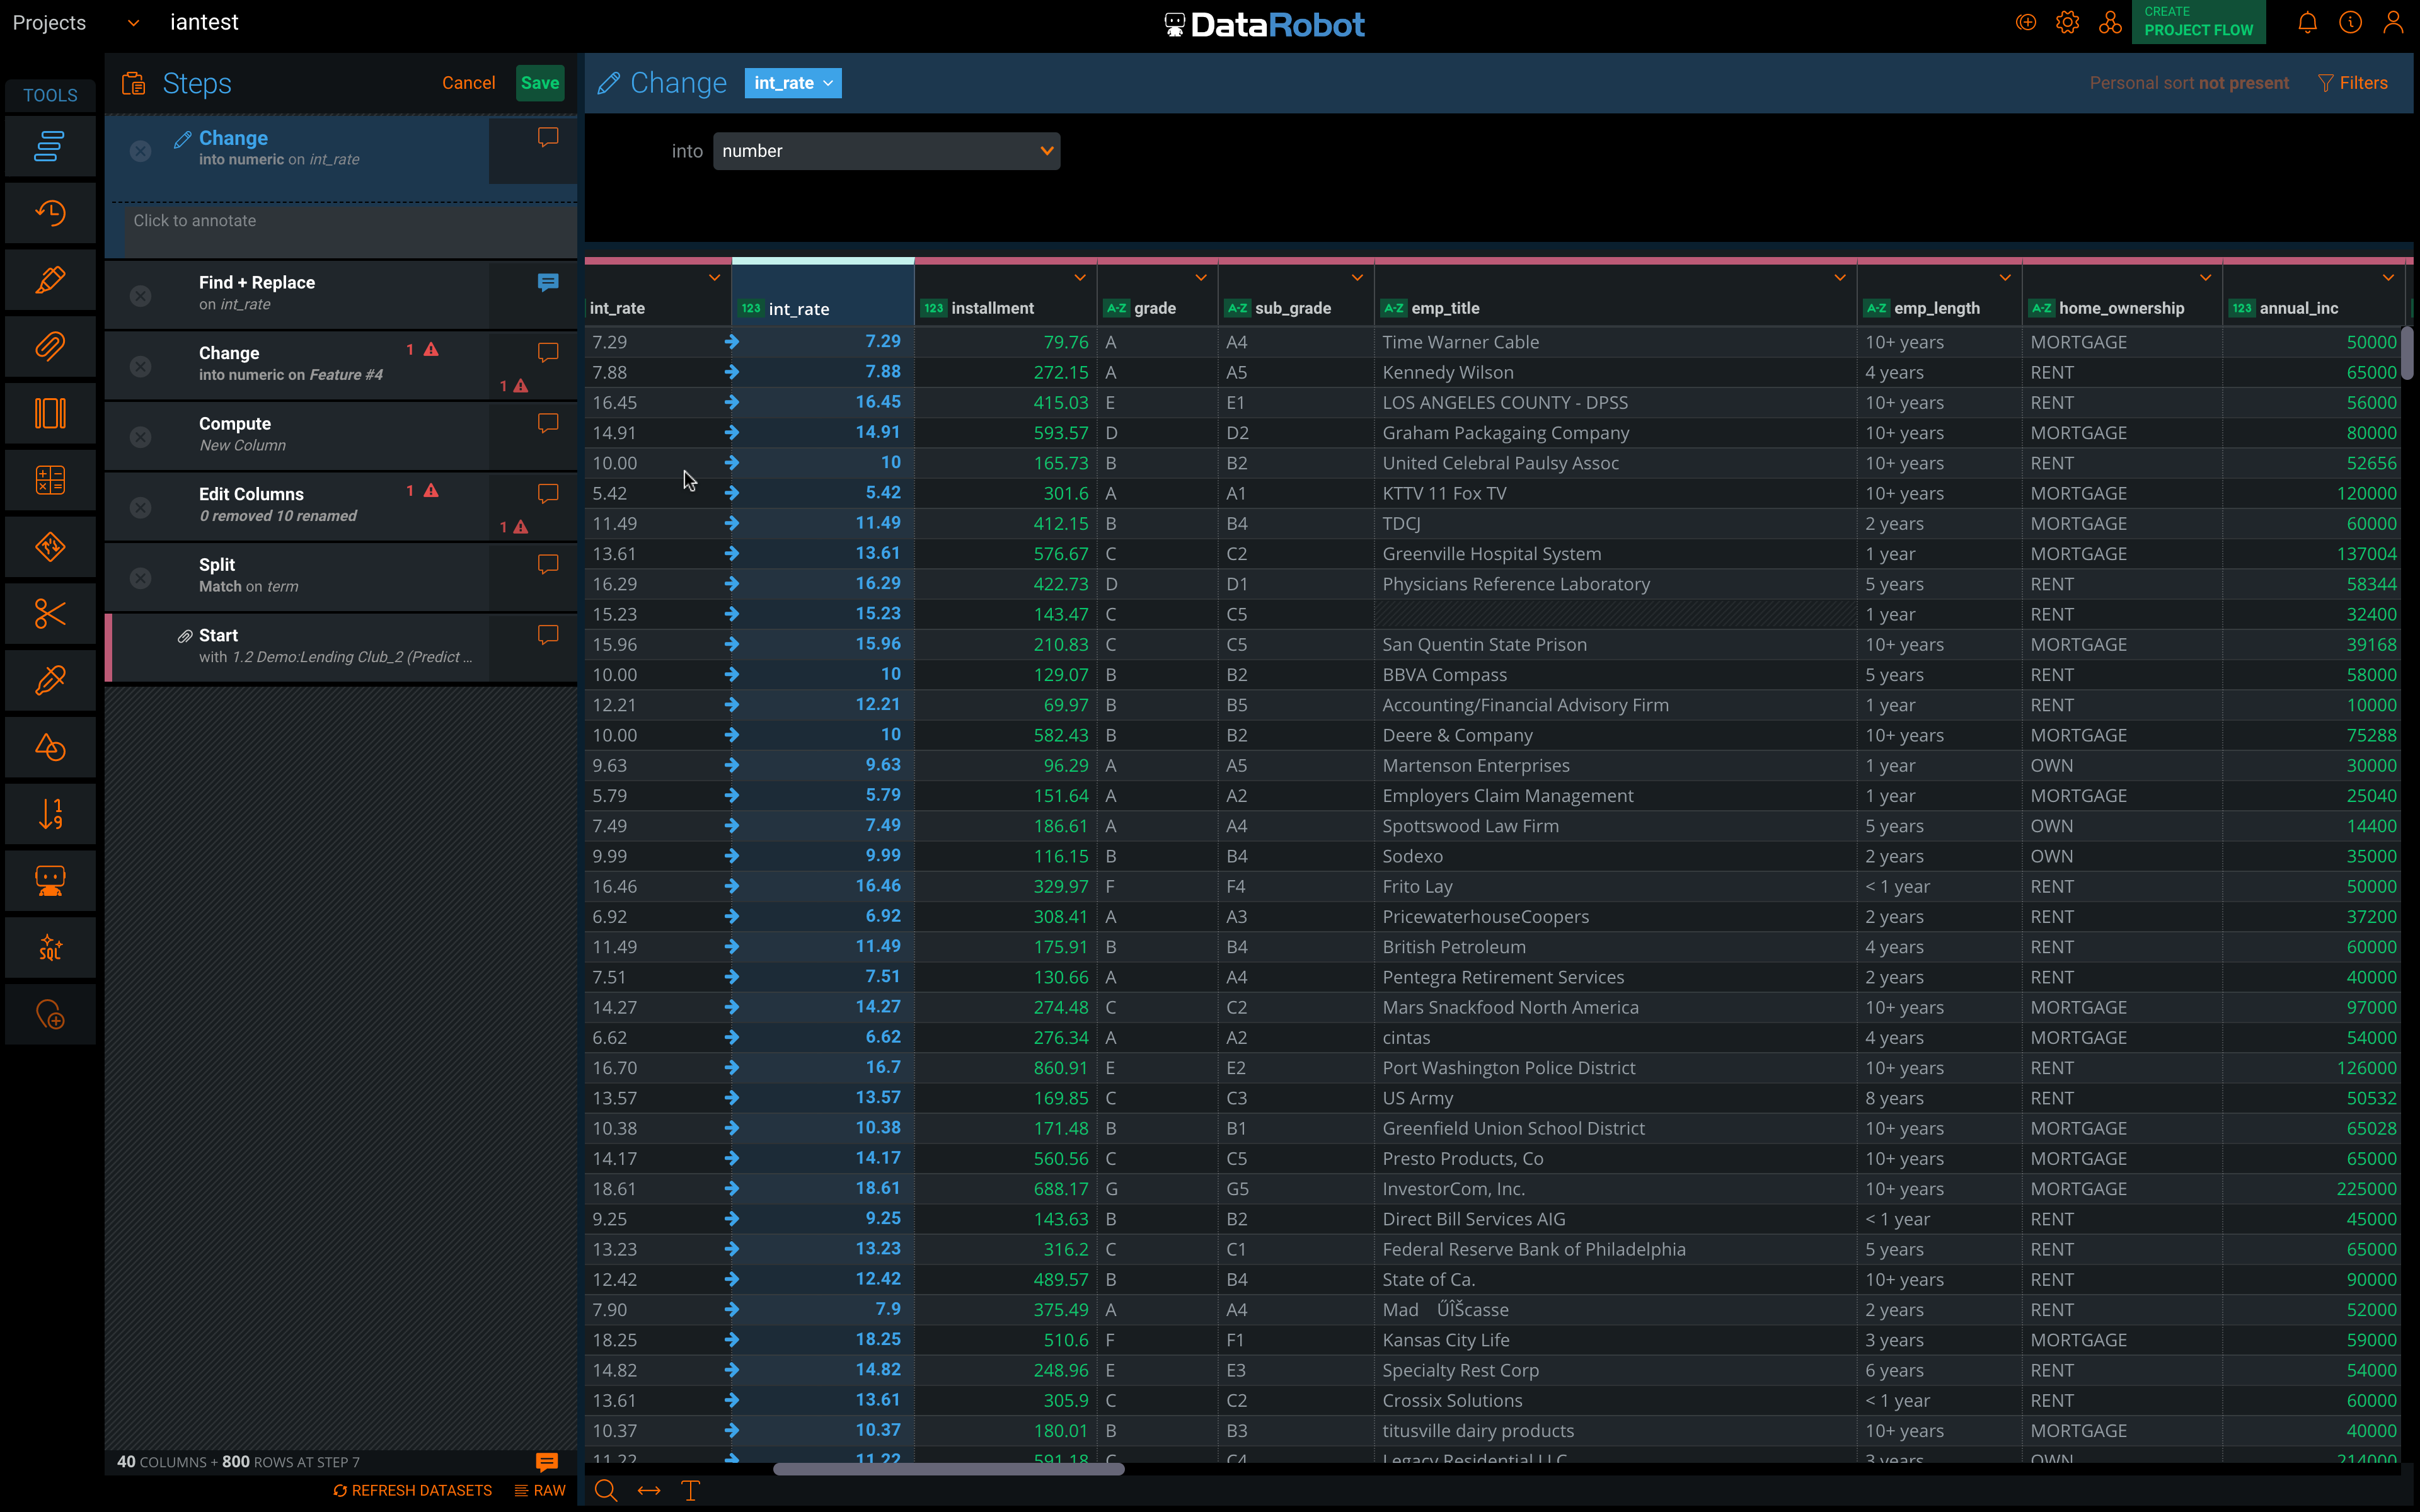 Projects iantest DataRobot CREATE
PROJECT FLOW
TOOLS Steps Cancel Save Change int_rate Personal sort not present Filters
Change
into numeric on int_rate
into number
Click to annotate
Find + Replace
on int_rate
Change 1
into numeric on Feature #4
1
Compute
New Column
Edit Columns 1
0 removed 10 renamed
1
Split
Match on term
Start
with 1.2 Demo:Lending Club_2 (Predict ...
SQL
40 COLUMNS + 800 ROWS AT STEP 7
REFRESH DATASETS RAW
int_rate 123 int_rate 123 installment A-Z grade A-Z sub_grade A-Z emp_title A-Z emp_length A-Z home_ownership 123 annual_inc
7.29 7.29 79.76 A A4 Time Warner Cable 10+ years MORTGAGE 50000
7.88 7.88 272.15 A A5 Kennedy Wilson 4 years RENT 65000
16.45 16.45 415.03 E E1 LOS ANGELES COUNTY - DPSS 10+ years RENT 56000
14.91 14.91 593.57 D D2 Graham Packagaing Company 10+ years MORTGAGE 80000
10.00 10 165.73 B B2 United Celebral Paulsy Assoc 10+ years RENT 52656
5.42 5.42 301.6 A A1 KTTV 11 Fox TV 10+ years MORTGAGE 120000
11.49 11.49 412.15 B B4 TDCJ 2 years MORTGAGE 60000
13.61 13.61 576.67 C C2 Greenville Hospital System 1 year MORTGAGE 137004
16.29 16.29 422.73 D D1 Physicians Reference Laboratory 5 years RENT 58344
15.23 15.23 143.47 C C5 1 year RENT 32400
15.96 15.96 210.83 C C5 San Quentin State Prison 10+ years MORTGAGE 39168
10.00 10 129.07 B B2 BBVA Compass 5 years RENT 58000
12.21 12.21 69.97 B B5 Accounting/Financial Advisory Firm 1 year RENT 10000
10.00 10 582.43 B B2 Deere & Company 10+ years MORTGAGE 75288
9.63 9.63 96.29 A A5 Martenson Enterprises 1 year OWN 30000
5.79 5.79 151.64 A A2 Employers Claim Management 1 year MORTGAGE 25040
7.49 7.49 186.61 A A4 Spottswood Law Firm 5 years OWN 14400
9.99 9.99 116.15 B B4 Sodexo 2 years OWN 35000
16.46 16.46 329.97 F F4 Frito Lay < 1 year RENT 50000
6.92 6.92 308.41 A A3 PricewaterhouseCoopers 2 years RENT 37200
11.49 11.49 175.91 B B4 British Petroleum 4 years RENT 60000
7.51 7.51 130.66 A A4 Pentegra Retirement Services 2 years RENT 40000
14.27 14.27 274.48 C C2 Mars Snackfood North America 10+ years MORTGAGE 97000
6.62 6.62 276.34 A A2 cintas 4 years MORTGAGE 54000
16.70 16.7 860.91 E E2 Port Washington Police District 10+ years RENT 126000
13.57 13.57 169.85 C C3 US Army 8 years RENT 50532
10.38 10.38 171.48 B B1 Greenfield Union School District 10+ years MORTGAGE 65028
14.17 14.17 560.56 C C5 Presto Products, Co 10+ years MORTGAGE 65000
18.61 18.61 688.17 G G5 InvestorCom, Inc. 10+ years MORTGAGE 225000
9.25 9.25 143.63 B B2 Direct Bill Services AIG < 1 year RENT 45000
13.23 13.23 316.2 C C1 Federal Reserve Bank of Philadelphia 5 years RENT 65000
12.42 12.42 489.57 B B4 State of Ca. 10+ years RENT 90000
7.90 7.9 375.49 A A4 Mad ŰÎŠcasse 2 years RENT 52000
18.25 18.25 510.6 F F1 Kansas City Life 3 years MORTGAGE 59000
14.82 14.82 248.96 E E3 Specialty Rest Corp 6 years RENT 54000
13.61 13.61 305.9 C C2 Crossix Solutions < 1 year RENT 60000
10.37 10.37 180.01 B B3 titusville dairy products 10+ years MORTGAGE 40000
11.22 11.22 591.18 C C4 Legacy Residential LLC 3 years OWN 214000